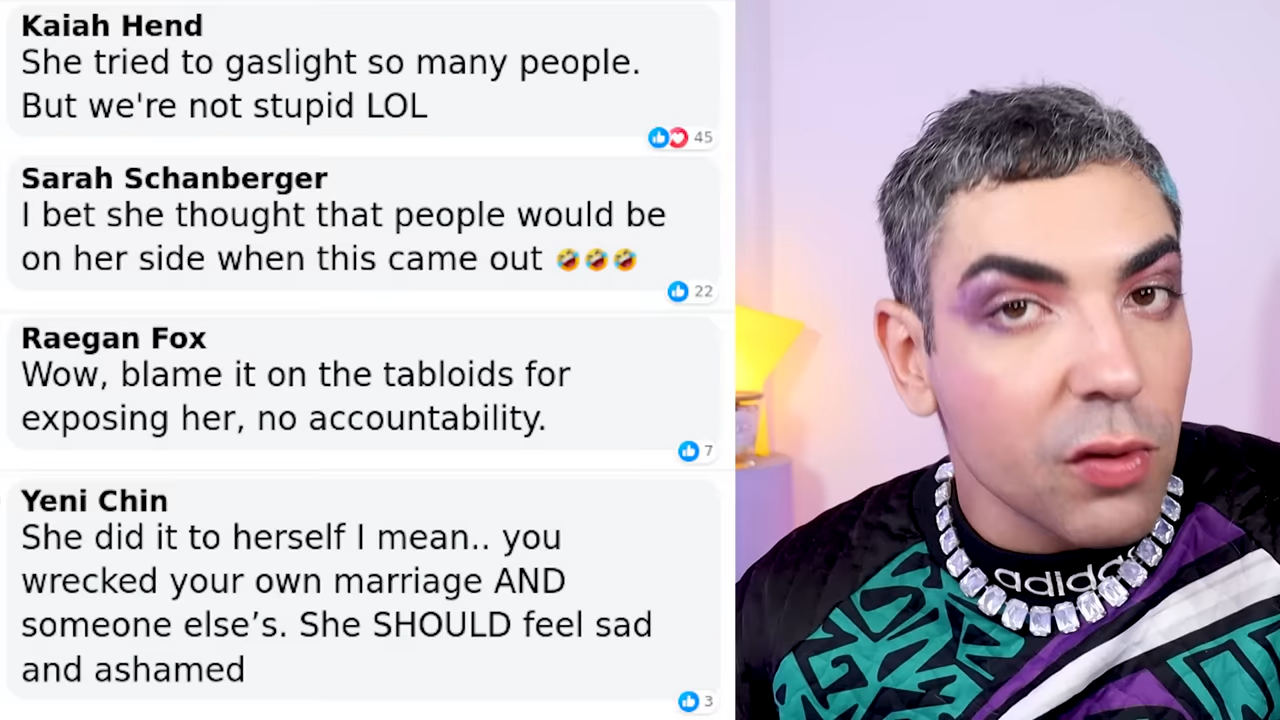 Kaiah Hend
She tried to gaslight so many people.
But we're not stupid LOL
45
Sarah Schanberger
I bet she thought that people would be
on her side when this came out 🤣🤣🤣
22
Raegan Fox
Wow, blame it on the tabloids for
exposing her, no accountability.
7
Yeni Chin
She did it to herself I mean.. you
wrecked your own marriage AND
someone else’s. She SHOULD feel sad
and ashamed
3
adidas